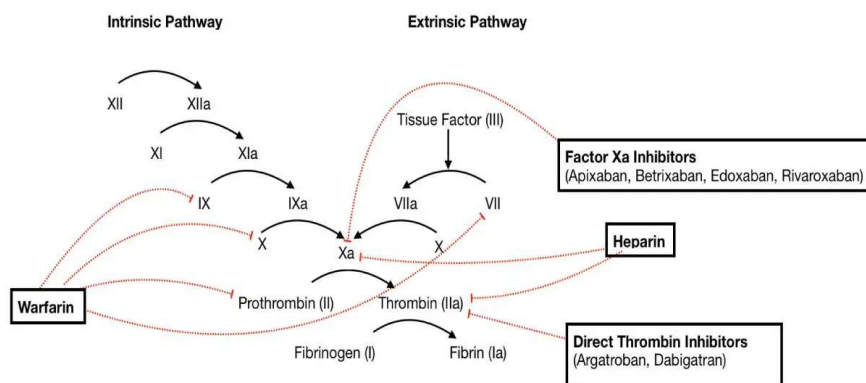 Intrinsic Pathway
Extrinsic Pathway
XII
XIIa
Tissue Factor (III)
XI
XIa
Factor Xa Inhibitors
(Apixaban, Betrixaban, Edoxaban, Rivaroxaban)
IX
IXa
VIIa
VII
X
Xa
X
Heparin
Warfarin
Prothrombin (II)
Thrombin (IIa)
Fibrinogen (I)
Fibrin (Ia)
Direct Thrombin Inhibitors
(Argatroban, Dabigatran)